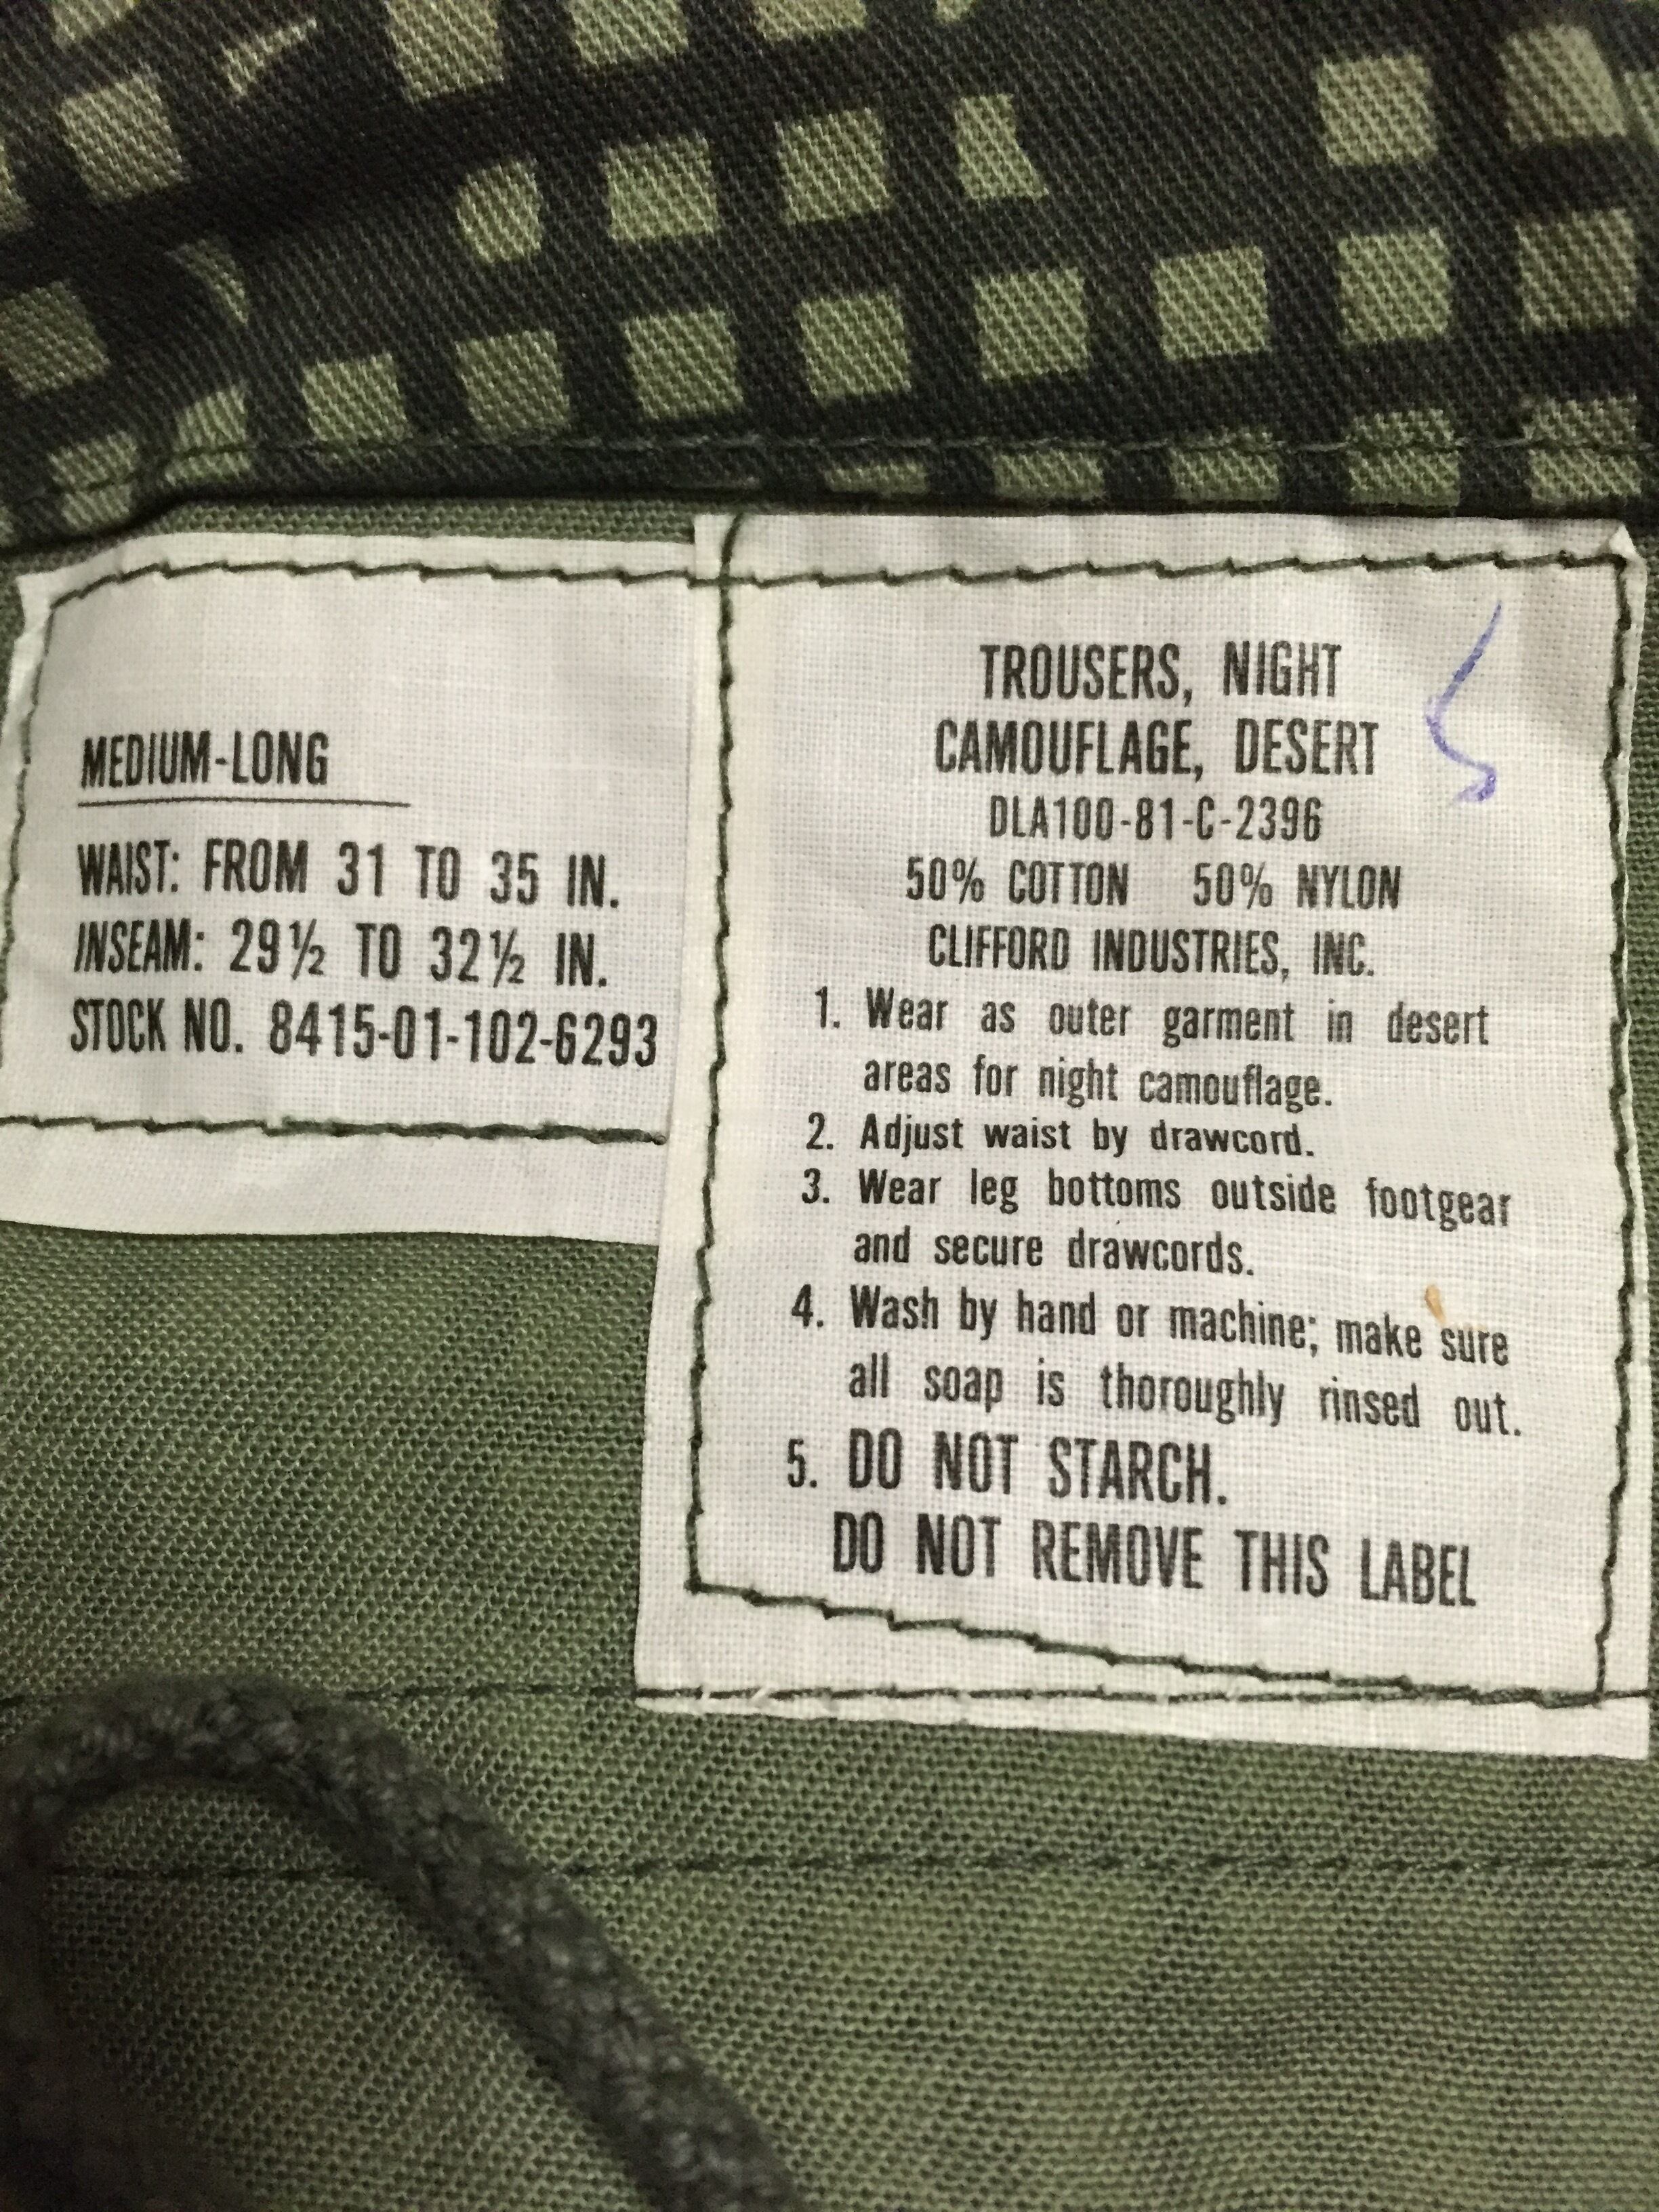 MEDIUM-LONG
WAIST: FROM 31 TO 35 IN.
INSEAM: 29½ TO 32½ IN.
STOCK NO. 8415-01-102-6293
TROUSERS, NIGHT
CAMOUFLAGE, DESERT
DLA100-81-C-2396
50% COTTON 50% NYLON
CLIFFORD INDUSTRIES, INC.
1. Wear as outer garment in desert
areas for night camouflage.
2. Adjust waist by drawcord.
3. Wear leg bottoms outside footgear
and secure drawcords.
4. Wash by hand or machine; make sure
all soap is thoroughly rinsed out.
5. DO NOT STARCH.
DO NOT REMOVE THIS LABEL